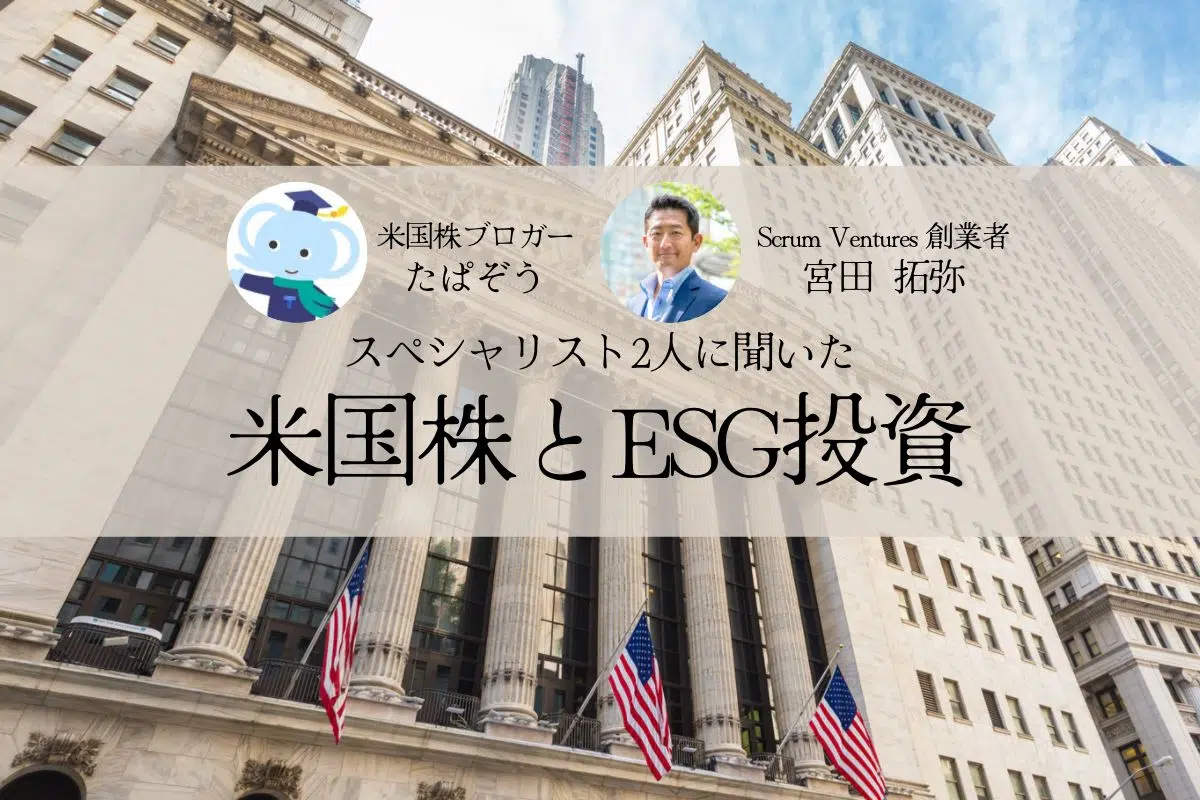 米国株ブロガー
たぱぞう
Scrum Ventures 創業者
宮田 拓弥
スペシャリスト2人に聞いた
米国株とESG投資